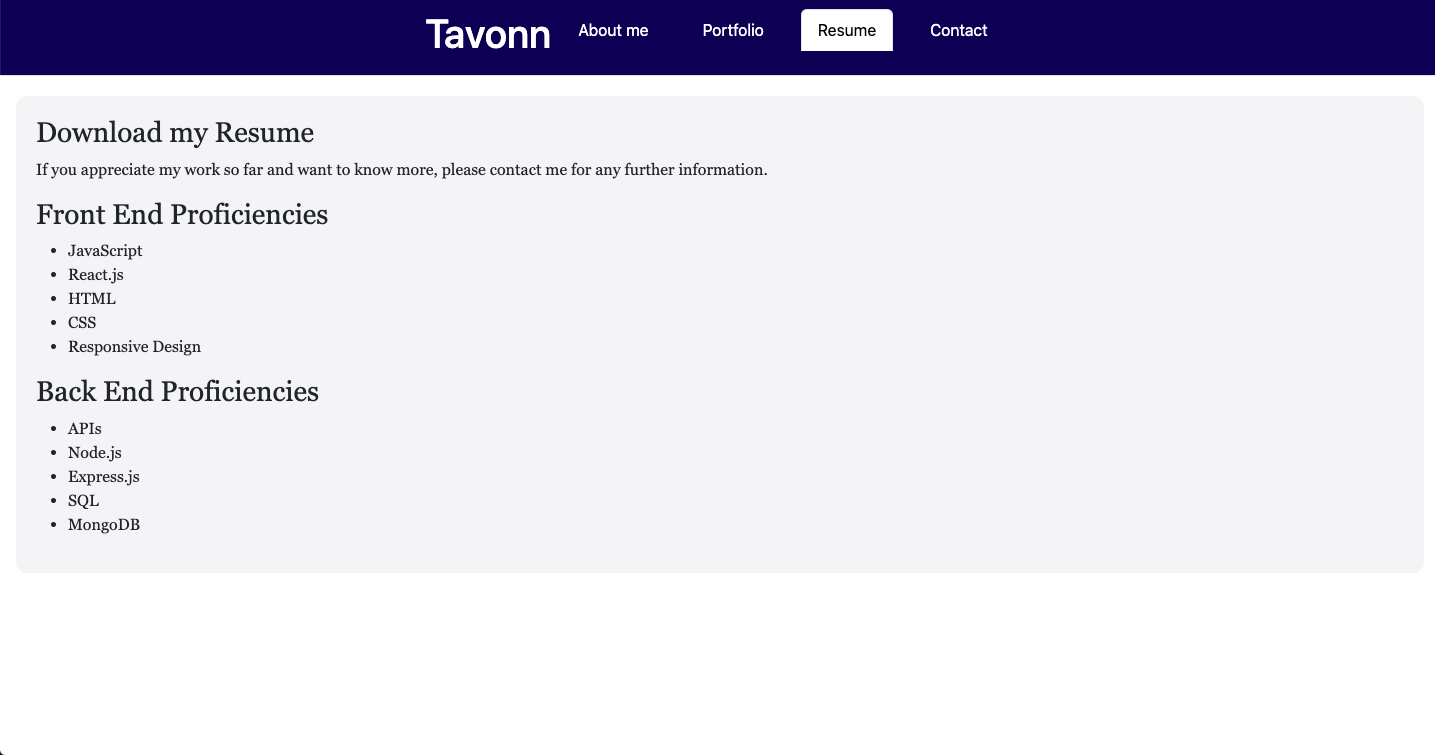 Tavonn About me Portfolio Resume Contact
Download my Resume
If you appreciate my work so far and want to know more, please contact me for any further information.
Front End Proficiencies
JavaScript
React.js
HTML
CSS
Responsive Design
Back End Proficiencies
APIs
Node.js
Express.js
SQL
MongoDB